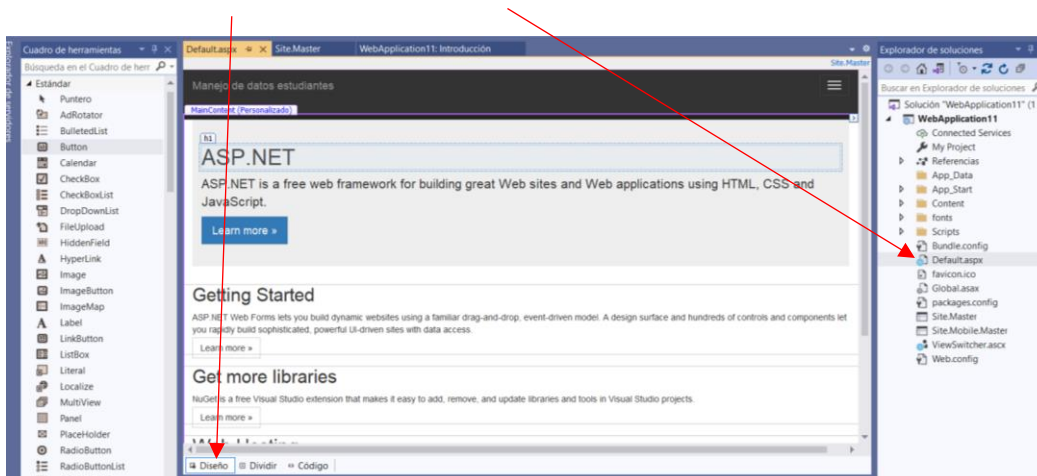 Explorador de servidores
Cuadro de herramientas
Búsqueda en el Cuadro de herr
Estándar
Puntero
AdRotator
BulletedList
Button
Calendar
CheckBox
CheckBoxList
DropDownList
FileUpload
HiddenField
HyperLink
Image
ImageButton
ImageMap
Label
LinkButton
ListBox
Literal
Localize
MultiView
Panel
PlaceHolder
RadioButton
RadioButtonList
Default.aspx Site.Master WebApplication11: Introducción
Site.Master
Manejo de datos estudiantes
MainContent (Personalizado)
h1
ASP.NET
ASP.NET is a free web framework for building great Web sites and Web applications using HTML, CSS and
JavaScript.
Learn more »
Getting Started
ASP.NET Web Forms lets you build dynamic websites using a familiar drag-and-drop, event-driven model. A design surface and hundreds of controls and components let
you rapidly build sophisticated, powerful UI-driven sites with data access.
Learn more »
Get more libraries
NuGet is a free Visual Studio extension that makes it easy to add, remove, and update libraries and tools in Visual Studio projects.
Learn more »
Diseño Dividir Código
Explorador de soluciones
Buscar en Explorador de soluciones
Solución "WebApplication11" (1
WebApplication11
Connected Services
My Project
Referencias
App_Data
App_Start
Content
fonts
Scripts
Bundle.config
Default.aspx
favicon.ico
Global.asax
packages.config
Site.Master
Site.Mobile.Master
ViewSwitcher.ascx
Web.config